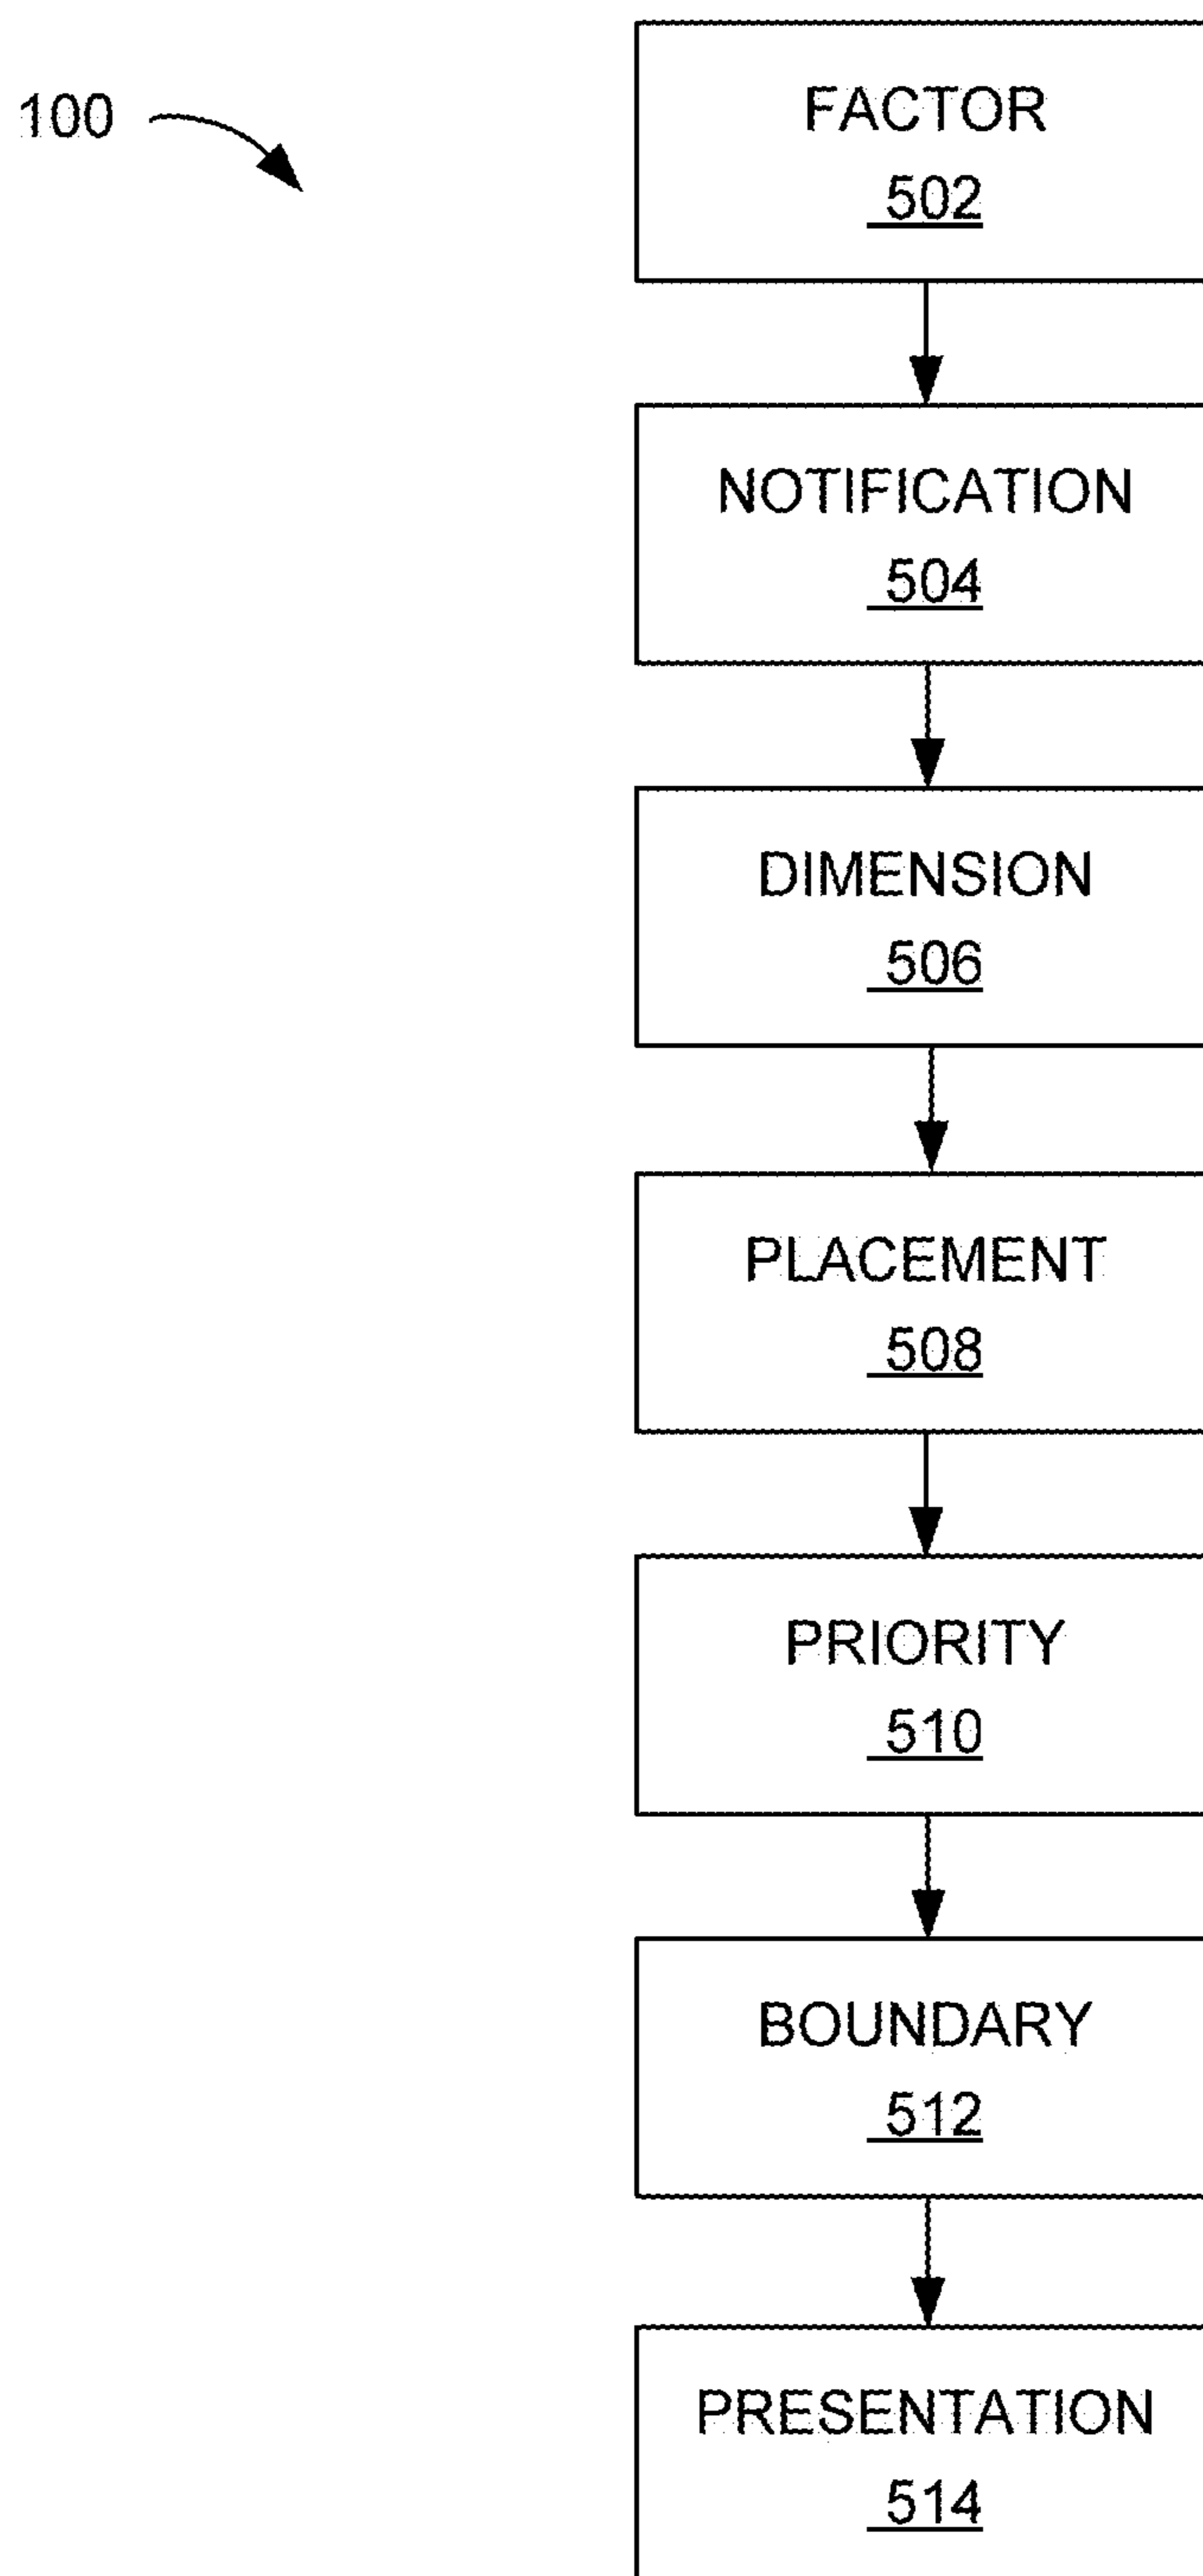 100
FACTOR
502
NOTIFICATION
504
DIMENSION
506
PLACEMENT
508
PRIORITY
510
BOUNDARY
512
PRESENTATION
514